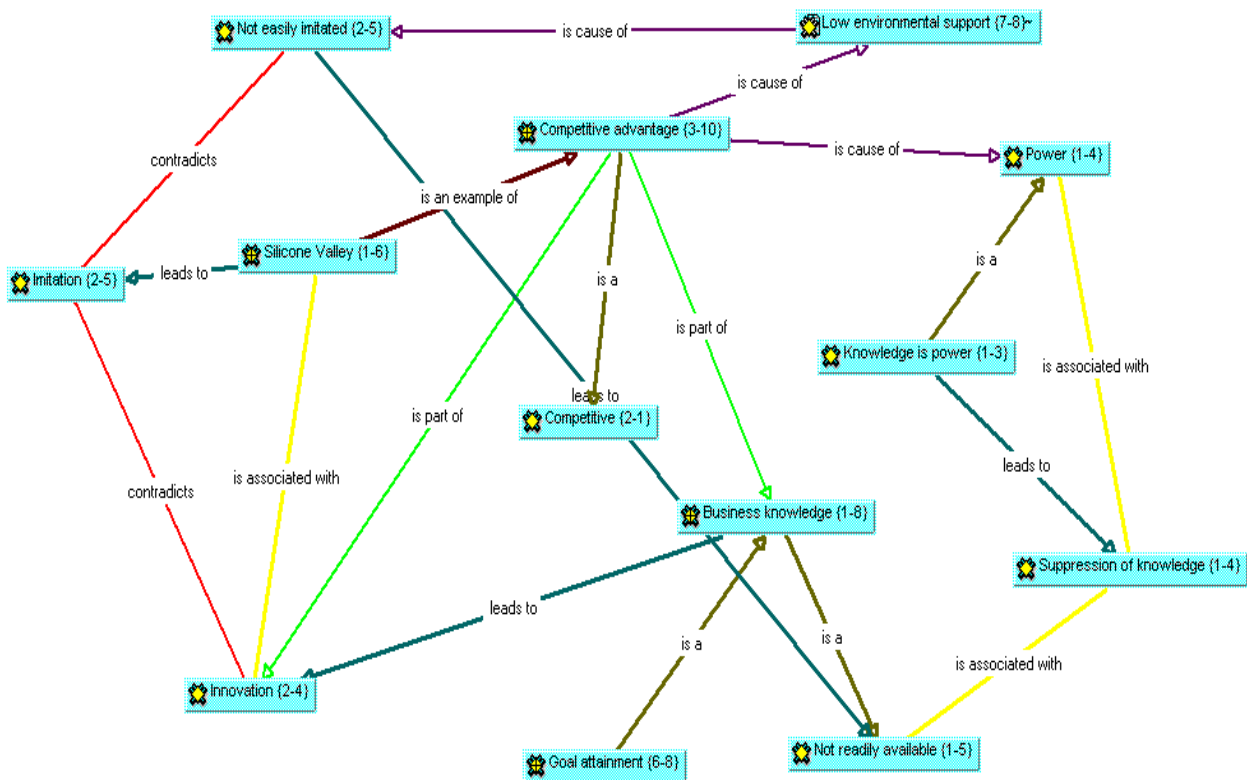 Not easily imitated {2-5}
is cause of
Low environmental support {7-8}~
is cause of
Competitive advantage {3-10}
is cause of
Power {1-4}
contradicts
is an example of
Silicone Valley {1-6}
is a
leads to
Imitation {2-5}
is a
is part of
Knowledge is power {1-3}
is associated with
leads to
Competitive {2-1}
is part of
leads to
is associated with
contradicts
Business knowledge {1-8}
Suppression of knowledge {1-4}
leads to
is a
is a
is associated with
Innovation {2-4}
Not readily available {1-5}
Goal attainment {6-8}